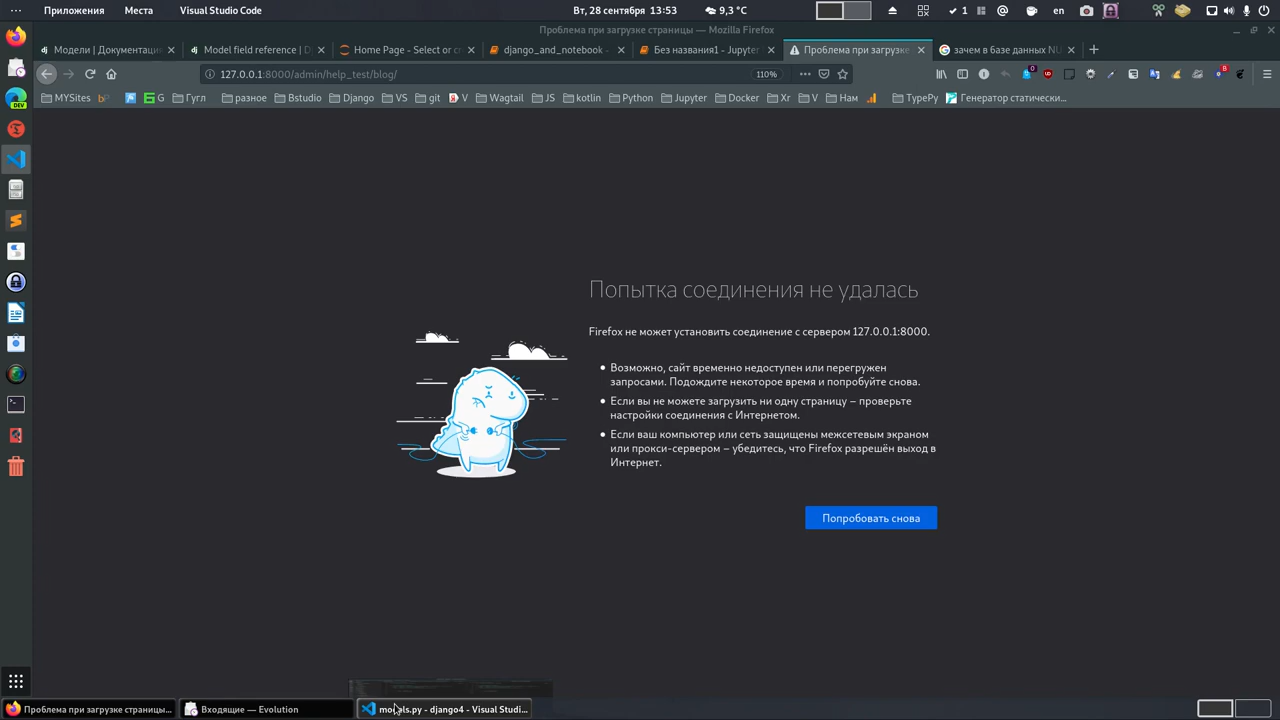 Приложения Места Visual Studio Code Вт, 28 сентября 13:53 9,3 °C 1 en
Проблема при загрузке страницы — Mozilla Firefox
Модели | Документаци Model field reference | D Home Page - Select or cr django_and_notebook - Без названия1 - Jupyter Проблема при загрузке зачем в базе данных NU
127.0.0.1:8000/admin/help_test/blog/ 110%
MYSites G Гугл разное Bstudio Django VS git V Wagtail JS kotlin Python Jupyter Docker Xr V Нам TypePy Генератор статически...
DEV
Попытка соединения не удалась
Firefox не может установить соединение с сервером 127.0.0.1:8000.
Возможно, сайт временно недоступен или перегружен
запросами. Подождите некоторое время и попробуйте снова.
Если вы не можете загрузить ни одну страницу – проверьте
настройки соединения с Интернетом.
Если ваш компьютер или сеть защищены межсетевым экраном
или прокси-сервером – убедитесь, что Firefox разрешён выход в
Интернет.
Попробовать снова
Проблема при загрузке страницы... Входящие — Evolution models.py - django4 - Visual Studi...